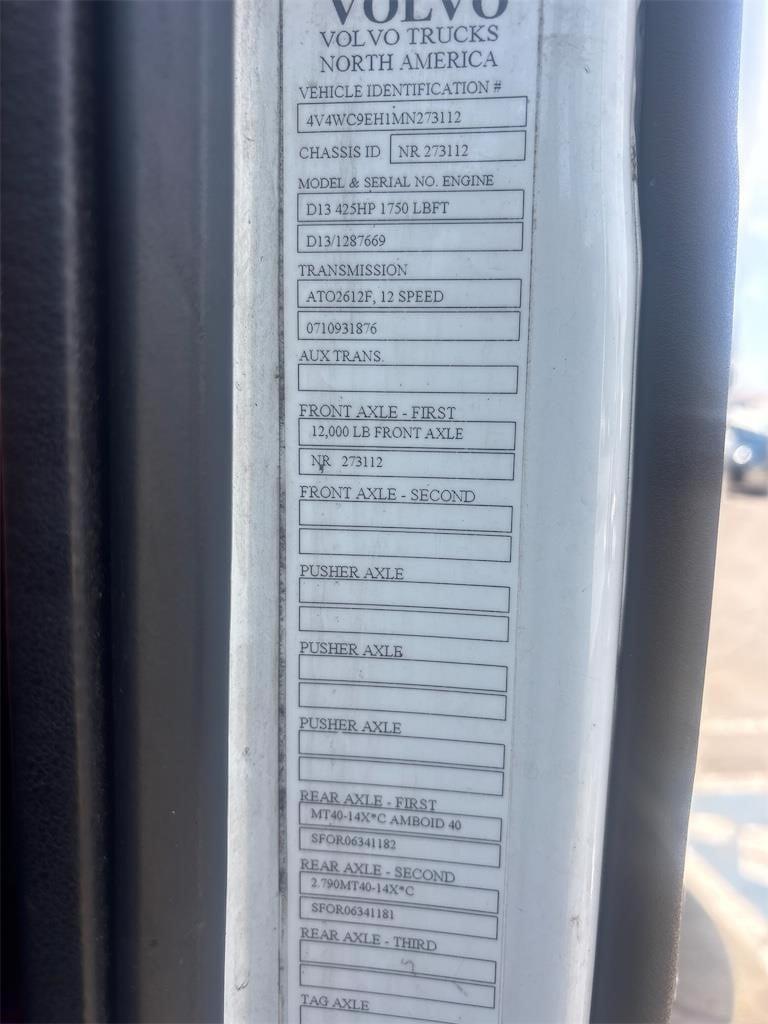 VOLVO
VOLVO TRUCKS
NORTH AMERICA
VEHICLE IDENTIFICATION #
4V4WC9EH1MN273112
CHASSIS ID NR 273112
MODEL & SERIAL NO. ENGINE
D13 425HP 1750 LBFT
D13/1287669
TRANSMISSION
ATO2612F, 12 SPEED
0710931876
AUX TRANS.
FRONT AXLE - FIRST
12,000 LB FRONT AXLE
NR 273112
FRONT AXLE - SECOND
PUSHER AXLE
PUSHER AXLE
PUSHER AXLE
REAR AXLE - FIRST
MT40-14X*C AMBOID 40
SFOR06341182
REAR AXLE - SECOND
2.790MT40-14X*C
SFOR06341181
REAR AXLE - THIRD
TAG AXLE